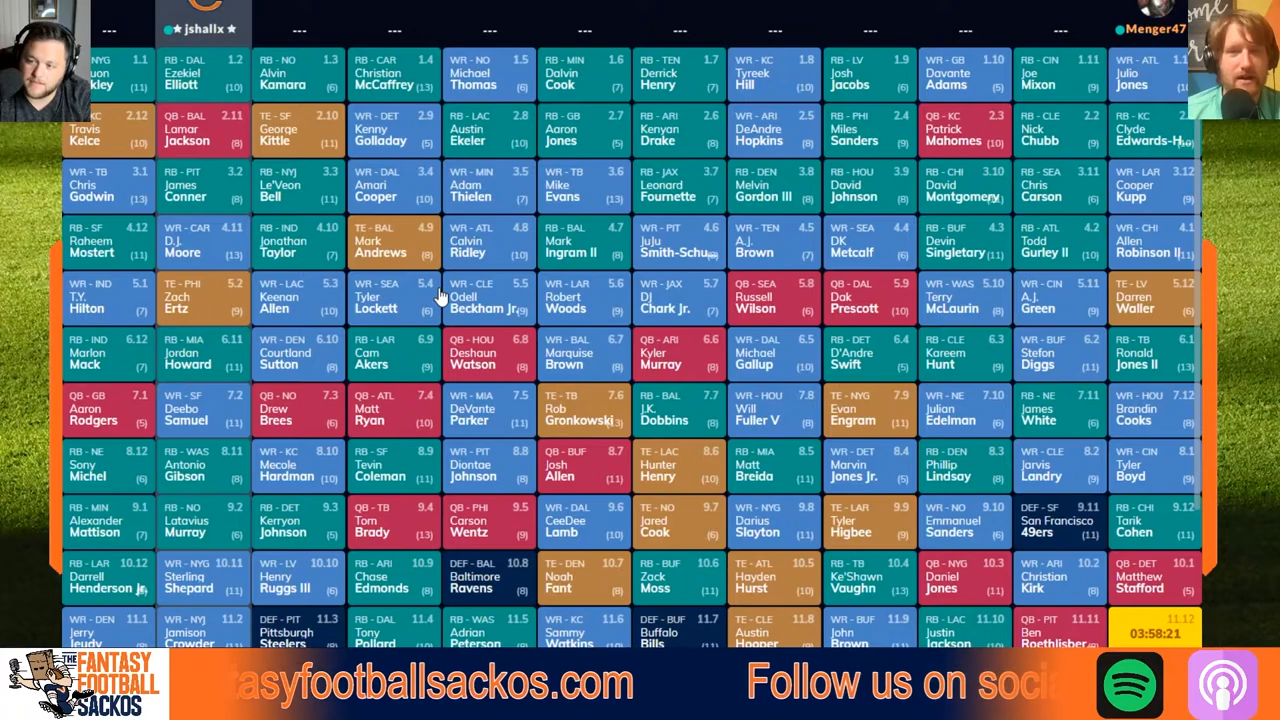 --- ★ jshallx ★ --- --- --- --- --- --- --- --- --- Menger47
NYG 1.1 RB - DAL 1.2 RB - NO 1.3 RB - CAR 1.4 WR - NO 1.5 RB - MIN 1.6 RB - TEN 1.7 WR - KC 1.8 RB - LV 1.9 WR - GB 1.10 RB - CIN 1.11 WR - ATL
Ezekiel Alvin Christian Michael Dalvin Derrick Tyreek Josh Davante Joe Julio
Elliott (10) Kamara (6) McCaffrey (13) Thomas (6) Cook (7) Henry (7) Hill (10) Jacobs (6) Adams (5) Mixon (9) Jones
KC 2.12 QB - BAL 2.11 TE - SF 2.10 WR - DET 2.9 RB - LAC 2.8 RB - GB 2.7 RB - ARI 2.6 WR - ARI 2.5 RB - PHI 2.4 QB - KC 2.3 RB - CLE 2.2 RB - KC
Travis Lamar George Kenny Austin Aaron Kenyan DeAndre Miles Patrick Nick Clyde
Kelce (10) Jackson (8) Kittle (11) Golladay (5) Ekeler (10) Jones (5) Drake (8) Hopkins (8) Sanders (9) Mahomes (10) Chubb (9) Edwards-H...
WR - TB 3.1 RB - PIT 3.2 RB - NYJ 3.3 WR - DAL 3.4 WR - MIN 3.5 WR - TB 3.6 RB - JAX 3.7 RB - DEN 3.8 RB - HOU 3.9 RB - CHI 3.10 RB - SEA 3.11 WR - LAR 3.12
Chris James Le'Veon Amari Adam Mike Leonard Melvin David David Chris Cooper
Godwin (13) Conner (8) Bell (11) Cooper (10) Thielen (7) Evans (13) Fournette (7) Gordon III (8) Johnson (8) Montgomery Carson (6) Kupp (9)
RB - SF 4.12 WR - CAR 4.11 RB - IND 4.10 TE - BAL 4.9 WR - ATL 4.8 RB - BAL 4.7 WR - PIT 4.6 WR - TEN 4.5 WR - SEA 4.4 RB - BUF 4.3 RB - ATL 4.2 WR - CHI 4.1
Raheem D.J. Jonathan Mark Calvin Mark JuJu A.J. DK Devin Todd Allen
Mostert (11) Moore (13) Taylor (7) Andrews (8) Ridley (10) Ingram II (8) Smith-Schu... Brown (7) Metcalf (6) Singletary (11) Gurley II (10) Robinson II (11)
WR - IND 5.1 TE - PHI 5.2 WR - LAC 5.3 WR - SEA 5.4 WR - CLE 5.5 WR - LAR 5.6 WR - JAX 5.7 QB - SEA 5.8 QB - DAL 5.9 WR - WAS 5.10 WR - CIN 5.11 TE - LV 5.12
T.Y. Zach Keenan Tyler Odell Robert DJ Russell Dak Terry A.J. Darren
Hilton (7) Ertz (9) Allen (10) Lockett (6) Beckham Jr. (9) Woods (9) Chark Jr. (7) Wilson (6) Prescott (10) McLaurin (8) Green (9) Waller (6)
RB - IND 6.12 RB - MIA 6.11 WR - DEN 6.10 RB - LAR 6.9 QB - HOU 6.8 WR - BAL 6.7 QB - ARI 6.6 WR - DAL 6.5 RB - DET 6.4 RB - CLE 6.3 WR - BUF 6.2 RB - TB 6.1
Marlon Jordan Courtland Cam Deshaun Marquise Kyler Michael D'Andre Kareem Stefon Ronald
Mack (7) Howard (11) Sutton (8) Akers (9) Watson (8) Brown (8) Murray (8) Gallup (10) Swift (5) Hunt (9) Diggs (11) Jones II (13)
QB - GB 7.1 WR - SF 7.2 QB - NO 7.3 QB - ATL 7.4 WR - MIA 7.5 TE - TB 7.6 RB - BAL 7.7 WR - HOU 7.8 TE - NYG 7.9 WR - NE 7.10 RB - NE 7.11 WR - HOU 7.12
Aaron Deebo Drew Matt DeVante Rob J.K. Will Evan Julian James Brandin
Rodgers (5) Samuel (11) Brees (6) Ryan (10) Parker (11) Gronkowski (13) Dobbins (8) Fuller V (8) Engram (11) Edelman (6) White (6) Cooks (8)
RB - NE 8.12 RB - WAS 8.11 WR - KC 8.10 RB - SF 8.9 WR - PIT 8.8 QB - BUF 8.7 TE - LAC 8.6 RB - MIA 8.5 WR - DET 8.4 RB - DEN 8.3 WR - CLE 8.2 WR - CIN 8.1
Sony Antonio Mecole Tevin Diontae Josh Hunter Matt Marvin Phillip Jarvis Tyler
Michel (6) Gibson (8) Hardman (10) Coleman (11) Johnson (8) Allen (11) Henry (10) Breida (11) Jones Jr. (5) Lindsay (8) Landry (9) Boyd (9)
RB - MIN 9.1 RB - NO 9.2 RB - DET 9.3 QB - TB 9.4 QB - PHI 9.5 WR - DAL 9.6 TE - NO 9.7 WR - NYG 9.8 TE - LAR 9.9 WR - NO 9.10 DEF - SF 9.11 RB - CHI 9.12
Alexander Latavius Kerryon Tom Carson CeeDee Jared Darius Tyler Emmanuel San Francisco Tarik
Mattison (7) Murray (6) Johnson (5) Brady (13) Wentz (9) Lamb (10) Cook (6) Slayton (11) Higbee (9) Sanders (6) 49ers (11) Cohen (11)
RB - LAR 10.12 WR - NYG 10.11 WR - LV 10.10 RB - ARI 10.9 DEF - BAL 10.8 TE - DEN 10.7 RB - BUF 10.6 TE - ATL 10.5 RB - TB 10.4 QB - NYG 10.3 WR - ARI 10.2 QB - DET 10.1
Darrell Sterling Henry Chase Baltimore Noah Zack Hayden Ke'Shawn Daniel Christian Matthew
Henderson Jr. Shepard (11) Ruggs III (6) Edmonds (8) Ravens (8) Fant (8) Moss (11) Hurst (10) Vaughn (13) Jones (11) Kirk (8) Stafford (5)
WR - DEN 11.1 WR - NYJ 11.2 DEF - PIT 11.3 RB - DAL 11.4 RB - WAS 11.5 WR - KC 11.6 DEF - BUF 11.7 TE - CLE 11.8 WR - BUF 11.9 RB - LAC 11.10 QB - PIT 11.11 11.12
Jerry Jamison Pittsburgh Tony Adrian Sammy Buffalo Austin John Justin Ben 03:58:21
Jeudy Crowder Steelers Pollard Peterson Watkins Bills Hooper Brown Jackson Roethlisber...
THE
FANTASY
FOOTBALL
SACKOS
tasyfootballsackos.com Follow us on soci